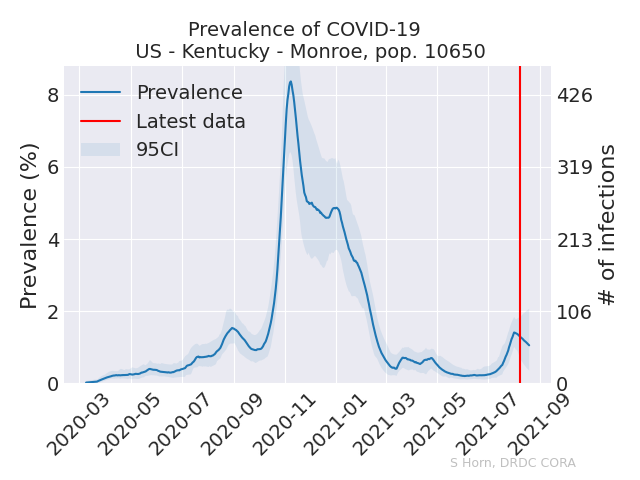 Prevalence of COVID-19
US - Kentucky - Monroe, pop. 10650
Prevalence
Latest data
95CI
Prevalence (%)
8
6
4
2
0
426
319
213
106
0
# of infections
2020-03
2020-05
2020-07
2020-09
2020-11
2021-01
2021-03
2021-05
2021-07
2021-09
S Horn, DRDC CORA